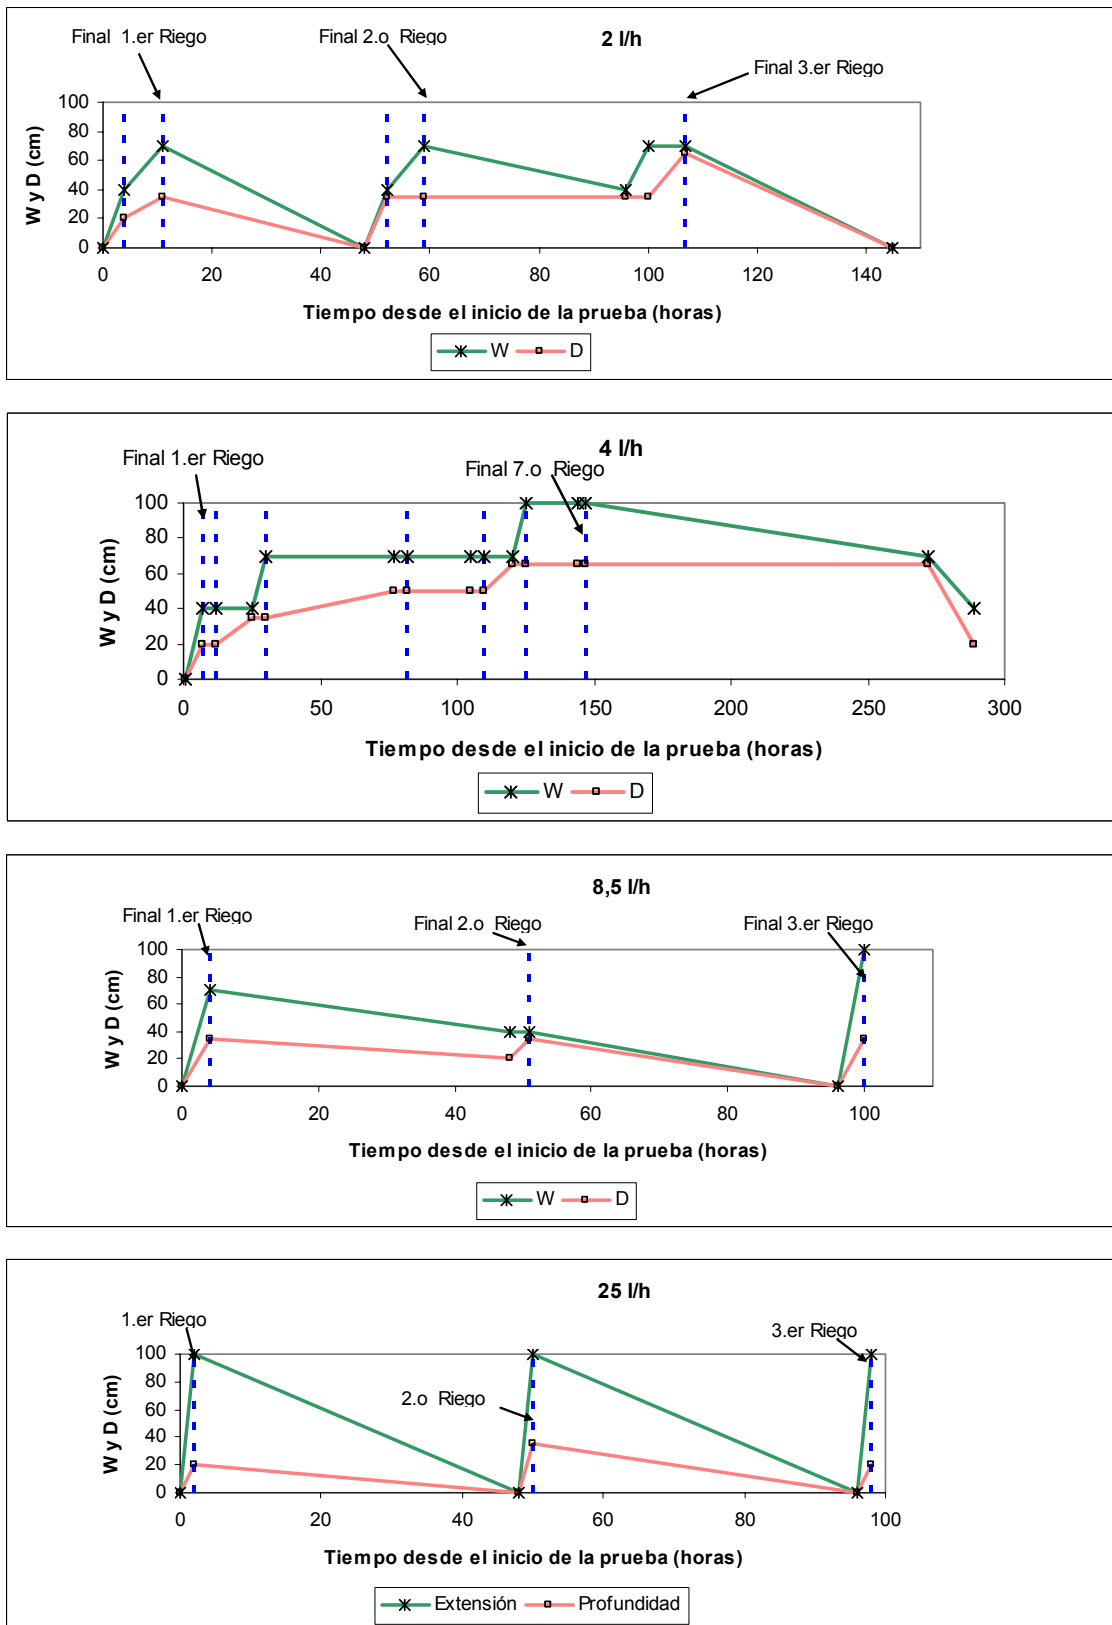 Final 1.er Riego
Final 2.o Riego
2 l/h
Final 3.er Riego
W y D (cm)
100
80
60
40
20
0
0 20 40 60 80 100 120 140
Tiempo desde el inicio de la prueba (horas)
W D
4 l/h
Final 1.er Riego
Final 7.o Riego
W y D (cm)
100
80
60
40
20
0
0 50 100 150 200 250 300
Tiempo desde el inicio de la prueba (horas)
W D
8,5 l/h
Final 1.er Riego
Final 2.o Riego
Final 3.er Riego
W y D (cm)
100
80
60
40
20
0
0 20 40 60 80 100
Tiempo desde el inicio de la prueba (horas)
W D
25 l/h
1.er Riego
3.er Riego
2.o Riego
W y D (cm)
100
80
60
40
20
0
0 20 40 60 80 100
Tiempo desde el inicio de la prueba (horas)
Extensión Profundidad